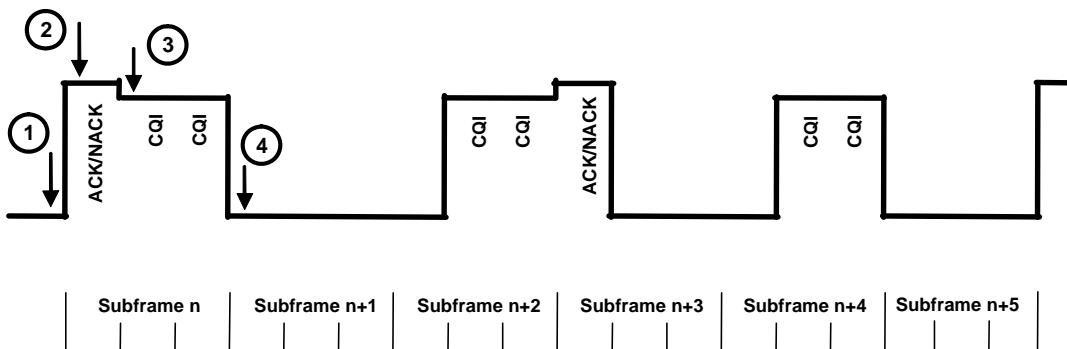 2
3
1
4
ACK/NACK
CQI
CQI
CQI
CQI
ACK/NACK
CQI
CQI
Subframe n
Subframe n+1
Subframe n+2
Subframe n+3
Subframe n+4
Subframe n+5